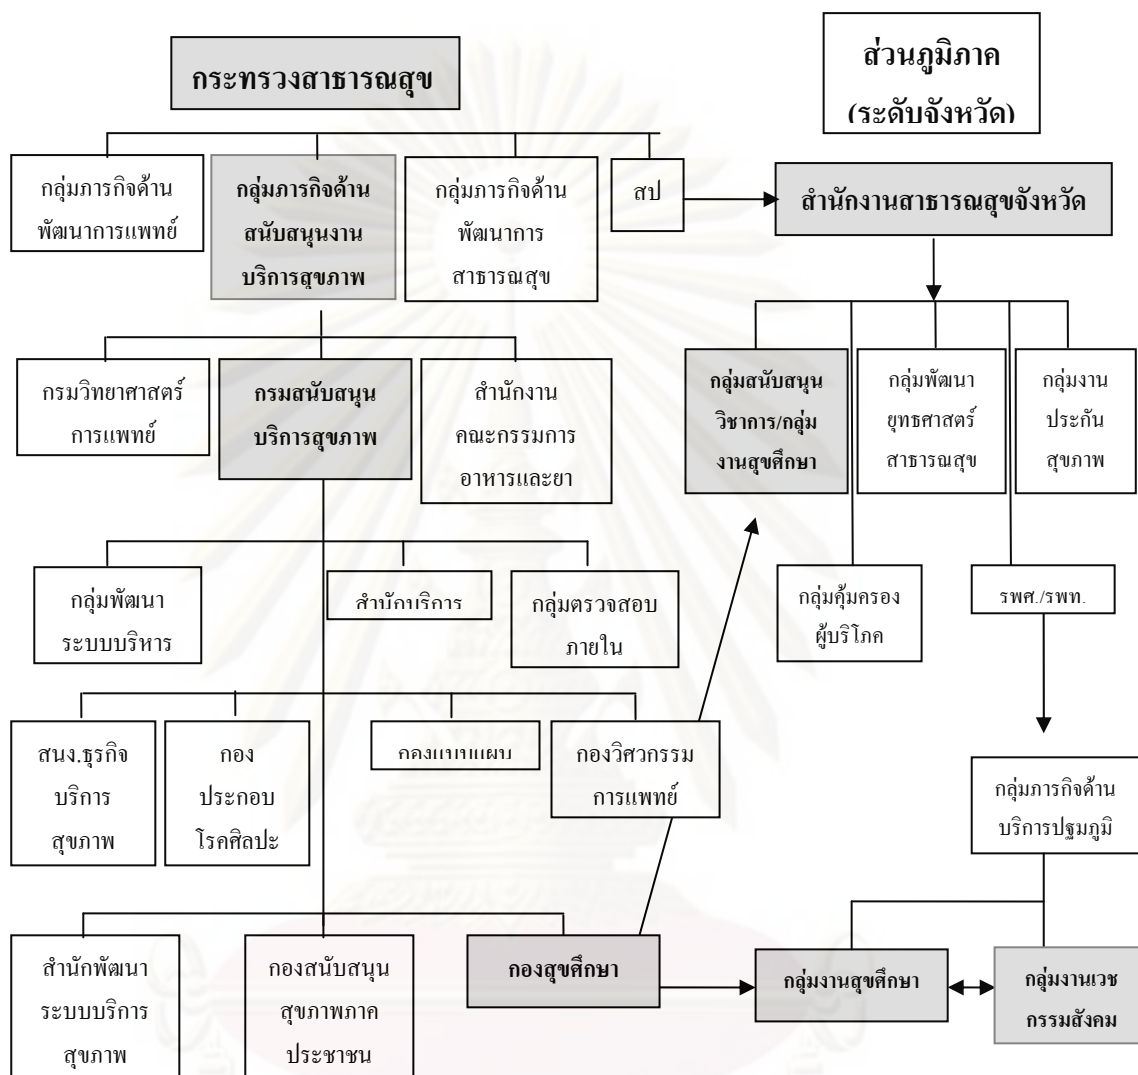 กระทรวงสาธารณสุข
ส่วนภูมิภาค
(ระดับจังหวัด)
กลุ่มภารกิจด้าน
พัฒนาการแพทย์
กลุ่มภารกิจด้าน
สนับสนุนงาน
บริการสุขภาพ
กลุ่มภารกิจด้าน
พัฒนาการ
สาธารณสุข
สป
สำนักงานสาธารณสุขจังหวัด
กรมวิทยาศาสตร์
การแพทย์
กรมสนับสนุน
บริการสุขภาพ
สำนักงาน
คณะกรรมการ
อาหารและยา
กลุ่มสนับสนุน
วิชาการ/กลุ่ม
งานสุขศึกษา
กลุ่มพัฒนา
ยุทธศาสตร์
สาธารณสุข
กลุ่มงาน
ประกัน
สุขภาพ
กลุ่มพัฒนา
ระบบบริหาร
สำนักบริการ
กลุ่มตรวจสอบ
ภายใน
กลุ่มคุ้มครอง
ผู้บริโภค
รพศ./รพท.
สนง.ธุรกิจ
บริการ
สุขภาพ
กอง
ประกอบ
โรคศิลปะ
กองแบบแผน
กองวิศวกรรม
การแพทย์
กลุ่มภารกิจด้าน
บริการปฐมภูมิ
สำนักพัฒนา
ระบบบริการ
สุขภาพ
กองสนับสนุน
สุขภาพภาค
ประชาชน
กองสุขศึกษา
กลุ่มงานสุขศึกษา
กลุ่มงานเวช
กรรมสังคม